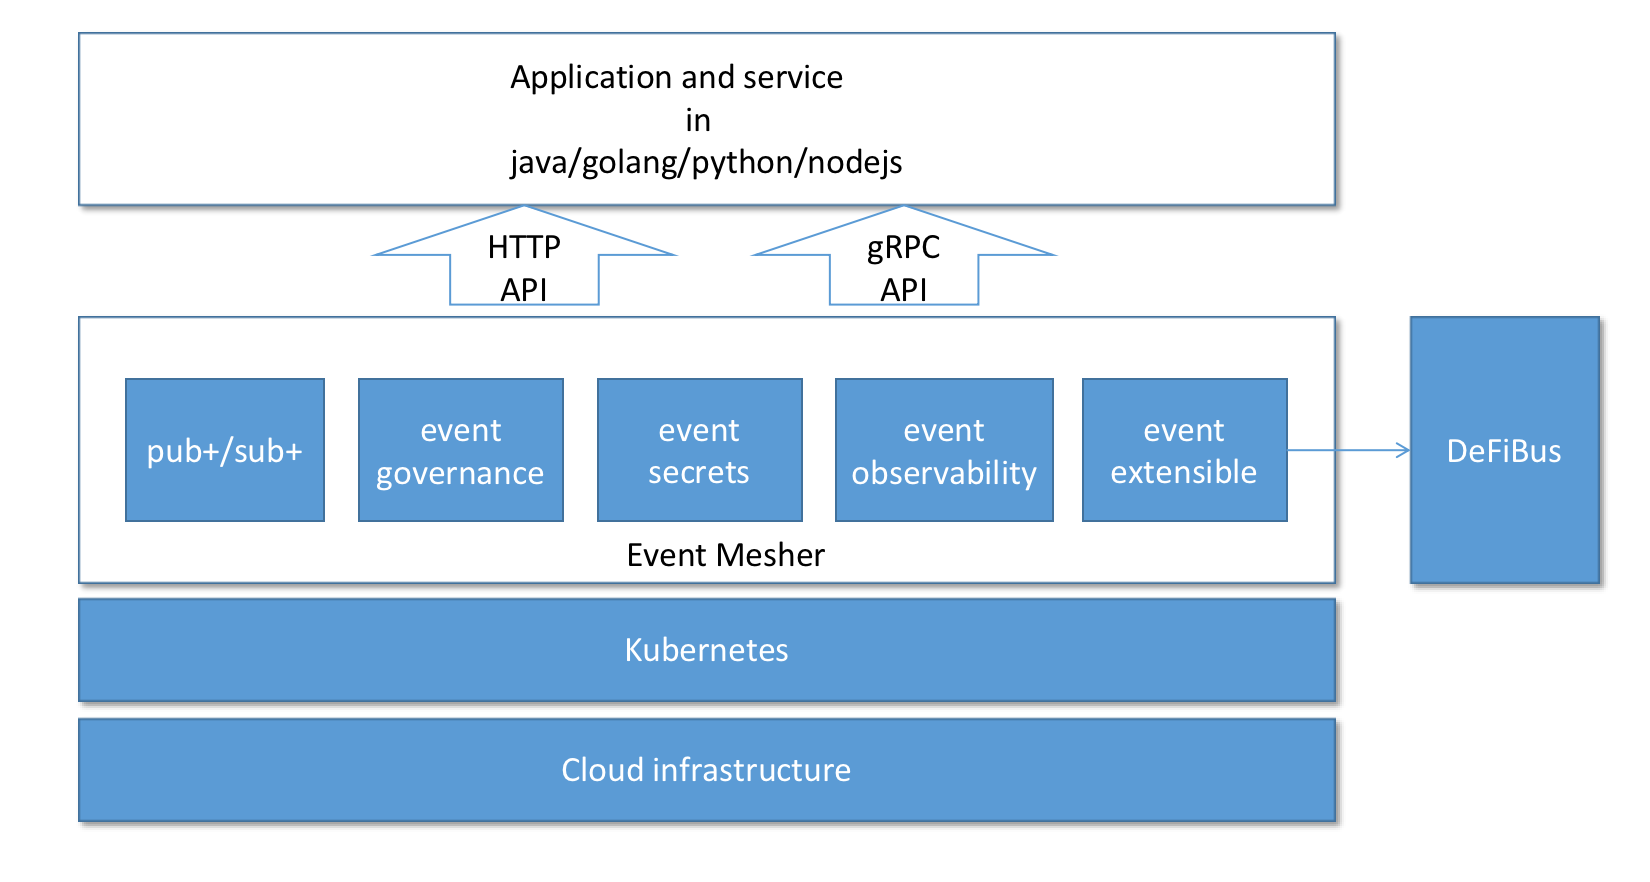 Application and service
in
java/golang/python/nodejs
HTTP
API
gRPC
API
pub+/sub+
event
governance
event
secrets
event
observability
event
extensible
DeFiBus
Event Mesher
Kubernetes
Cloud infrastructure